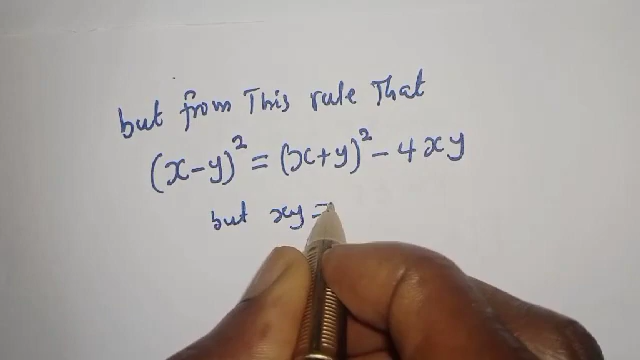 but from This rule That
(x-y)² = (x+y)² - 4xy
but xy =